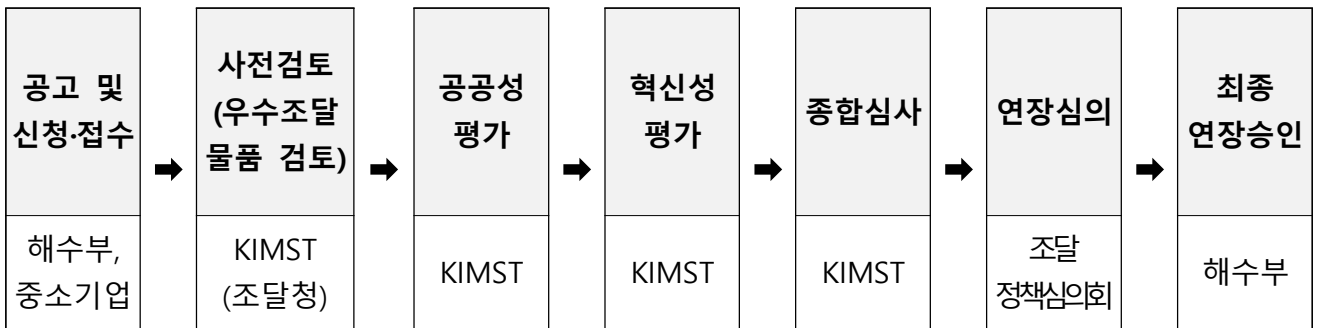 공고 및
신청·접수
사전검토
(우수조달
물품 검토)
공공성
평가
혁신성
평가
종합심사
연장심의
최종
연장승인
해수부,
중소기업
KIMST
(조달청)
KIMST
KIMST
KIMST
조달
정책심의회
해수부